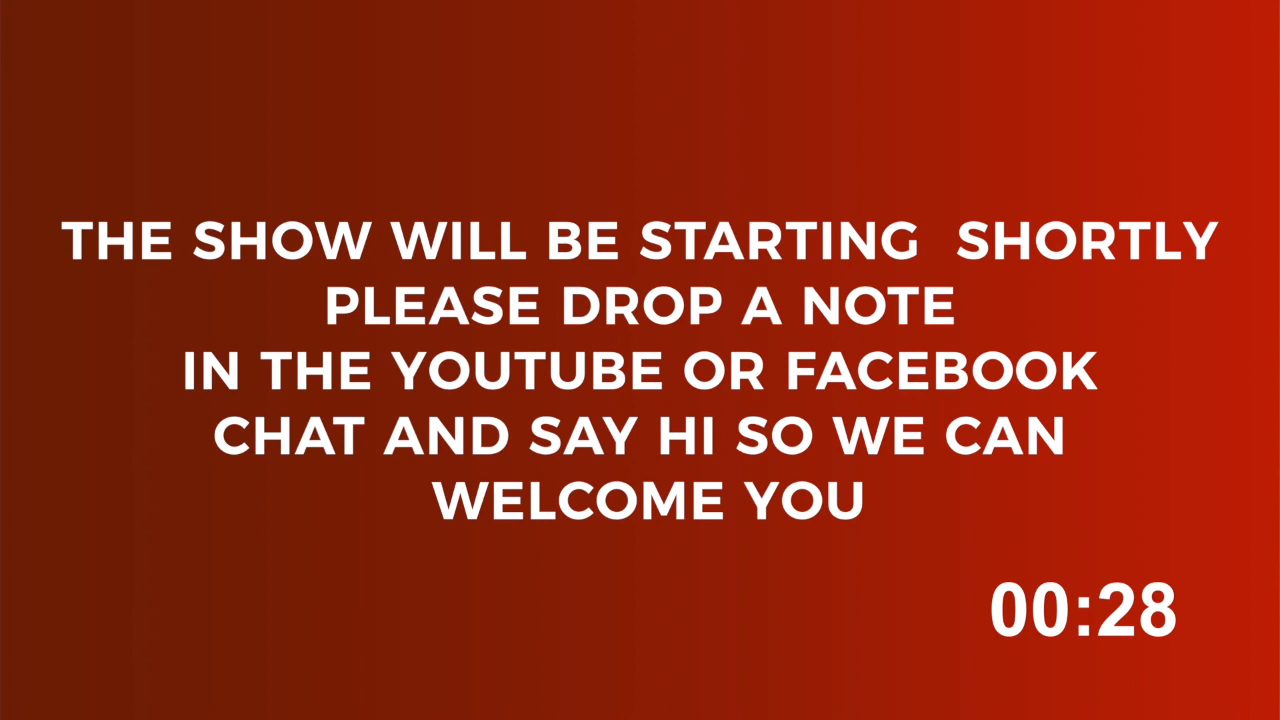 THE SHOW WILL BE STARTING  SHORTLY
PLEASE DROP A NOTE
IN THE YOUTUBE OR FACEBOOK
CHAT AND SAY HI SO WE CAN
WELCOME YOU
00:28